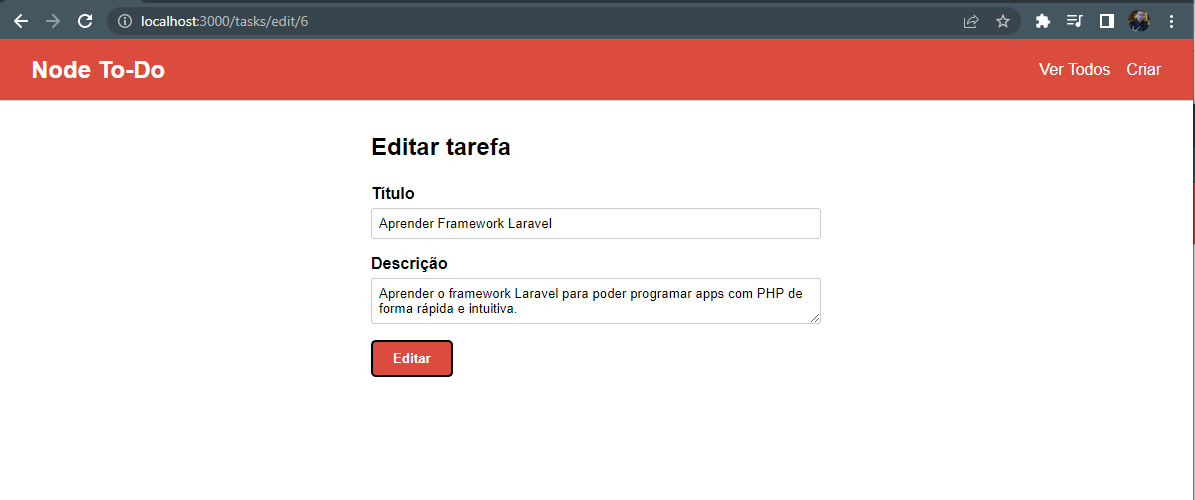 localhost:3000/tasks/edit/6
Node To-Do
Ver Todos Criar
Editar tarefa
Título
Aprender Framework Laravel
Descrição
Aprender o framework Laravel para poder programar apps com PHP de
forma rápida e intuitiva.
Editar